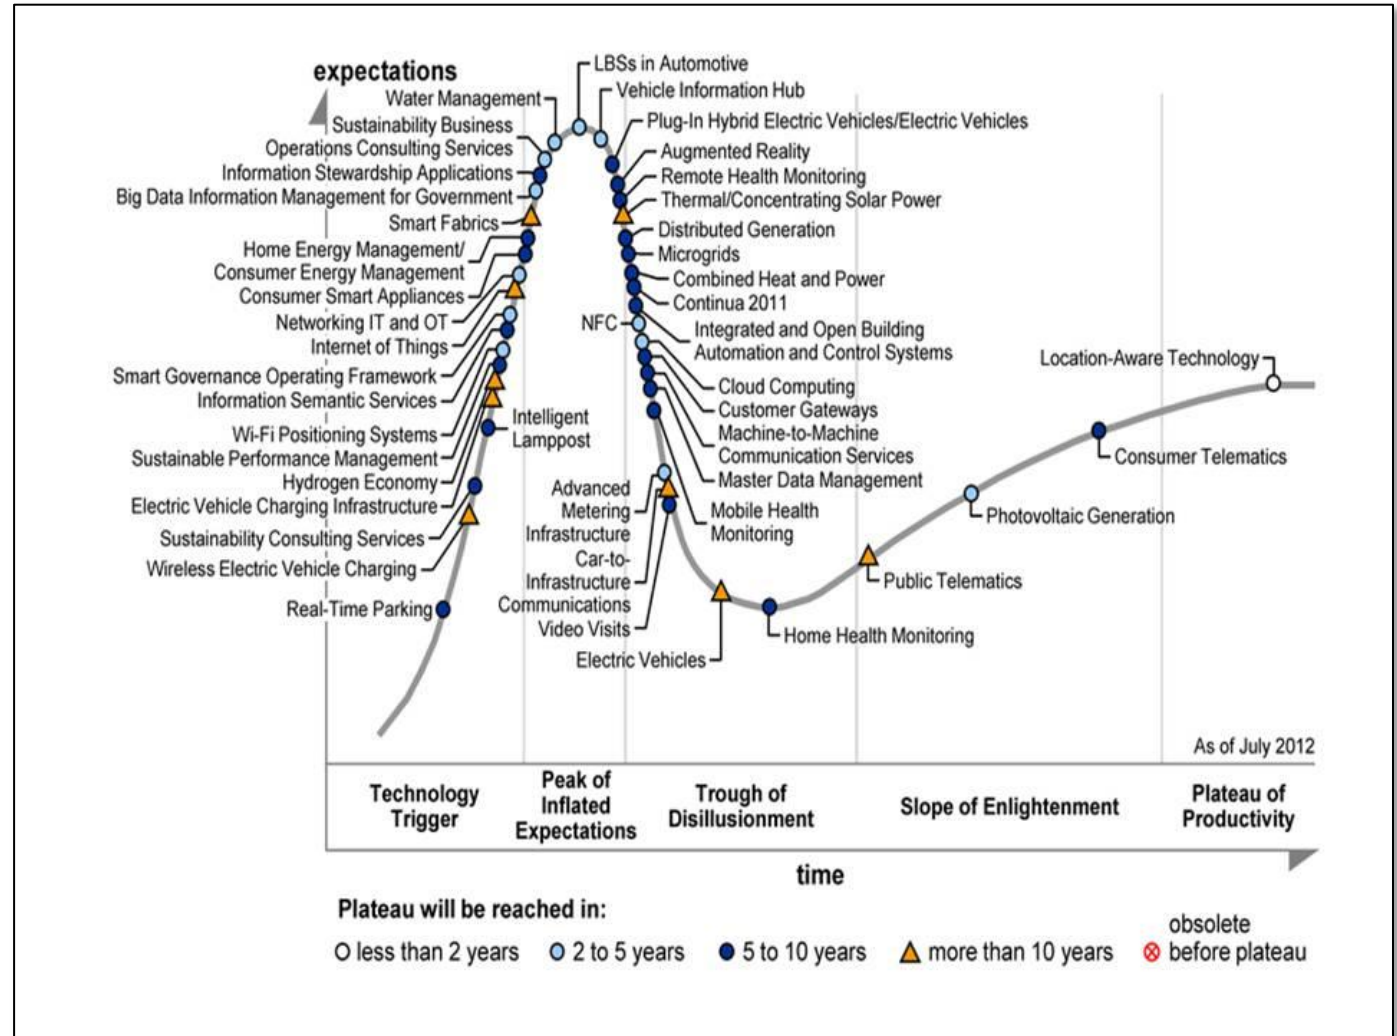 expectations
LBSs in Automotive
Vehicle Information Hub
Water Management
Plug-In Hybrid Electric Vehicles/Electric Vehicles
Sustainability Business
Operations Consulting Services
Augmented Reality
Information Stewardship Applications
Remote Health Monitoring
Big Data Information Management for Government
Thermal/Concentrating Solar Power
Smart Fabrics
Distributed Generation
Home Energy Management/
Consumer Energy Management
Microgrids
Combined Heat and Power
Consumer Smart Appliances
Continua 2011
Networking IT and OT
NFC
Integrated and Open Building
Automation and Control Systems
Internet of Things
Location-Aware Technology
Smart Governance Operating Framework
Cloud Computing
Information Semantic Services
Customer Gateways
Intelligent
Lamppost
Wi-Fi Positioning Systems
Machine-to-Machine
Communication Services
Sustainable Performance Management
Consumer Telematics
Hydrogen Economy
Master Data Management
Advanced
Metering
Infrastructure
Electric Vehicle Charging Infrastructure
Mobile Health
Monitoring
Photovoltaic Generation
Sustainability Consulting Services
Car-to-
Infrastructure
Communications
Wireless Electric Vehicle Charging
Public Telematics
Real-Time Parking
Video Visits
Home Health Monitoring
Electric Vehicles
As of July 2012
Technology
Trigger
Peak of
Inflated
Expectations
Trough of
Disillusionment
Slope of Enlightenment
Plateau of
Productivity
time
Plateau will be reached in:
less than 2 years
2 to 5 years
5 to 10 years
more than 10 years
obsolete
before plateau